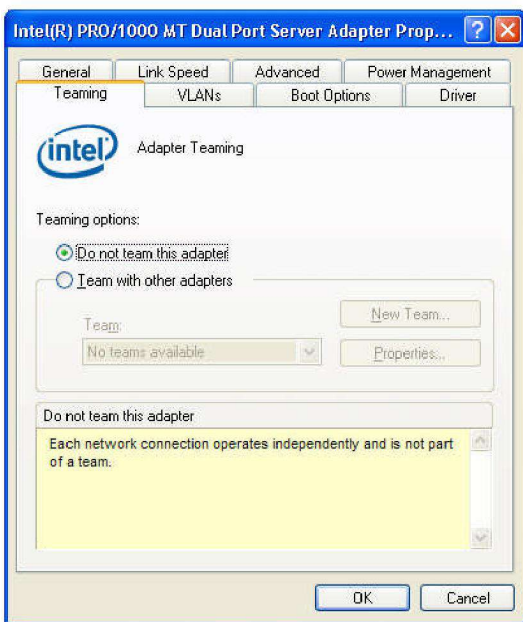 Intel(R) PRO/1000 MT Dual Port Server Adapter Prop...
General Link Speed Advanced Power Management
Teaming VLANs Boot Options Driver
intel Adapter Teaming
Teaming options:
Do not team this adapter
Team with other adapters
New Team...
Team:
No teams available
Properties...
Do not team this adapter
Each network connection operates independently and is not part
of a team.
OK Cancel